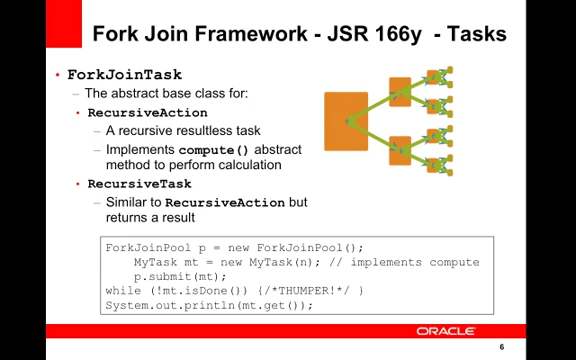 Fork Join Framework - JSR 166y - Tasks
• ForkJoinTask
– The abstract base class for:
• RecursiveAction
– A recursive resultless task
– Implements compute() abstract
method to perform calculation
• RecursiveTask
– Similar to RecursiveAction but
returns a result
ForkJoinPool p = new ForkJoinPool();
MyTask mt = new MyTask(n); // implements compute
p.submit(mt);
while (!mt.isDone()) {/*THUMPER!*/ }
System.out.println(mt.get());
ORACLE
6